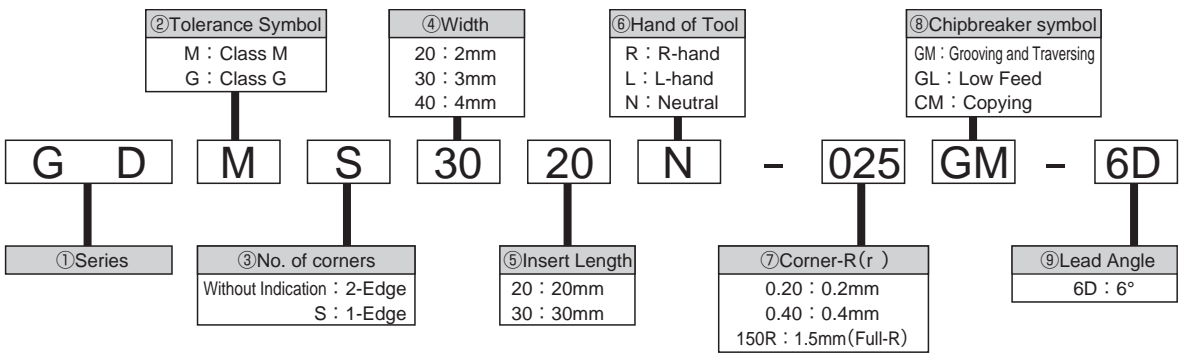 ②Tolerance Symbol
M：Class M
G：Class G
④Width
20：2mm
30：3mm
40：4mm
⑥Hand of Tool
R：R-hand
L：L-hand
N：Neutral
⑧Chipbreaker symbol
GM：Grooving and Traversing
GL：Low Feed
CM：Copying
G D M S 30 20 N - 025 GM - 6D
①Series
③No. of corners
Without Indication：2-Edge
S：1-Edge
⑤Insert Length
20：20mm
30：30mm
⑦Corner-R(r )
0.20：0.2mm
0.40：0.4mm
150R：1.5mm(Full-R)
⑨Lead Angle
6D：6°